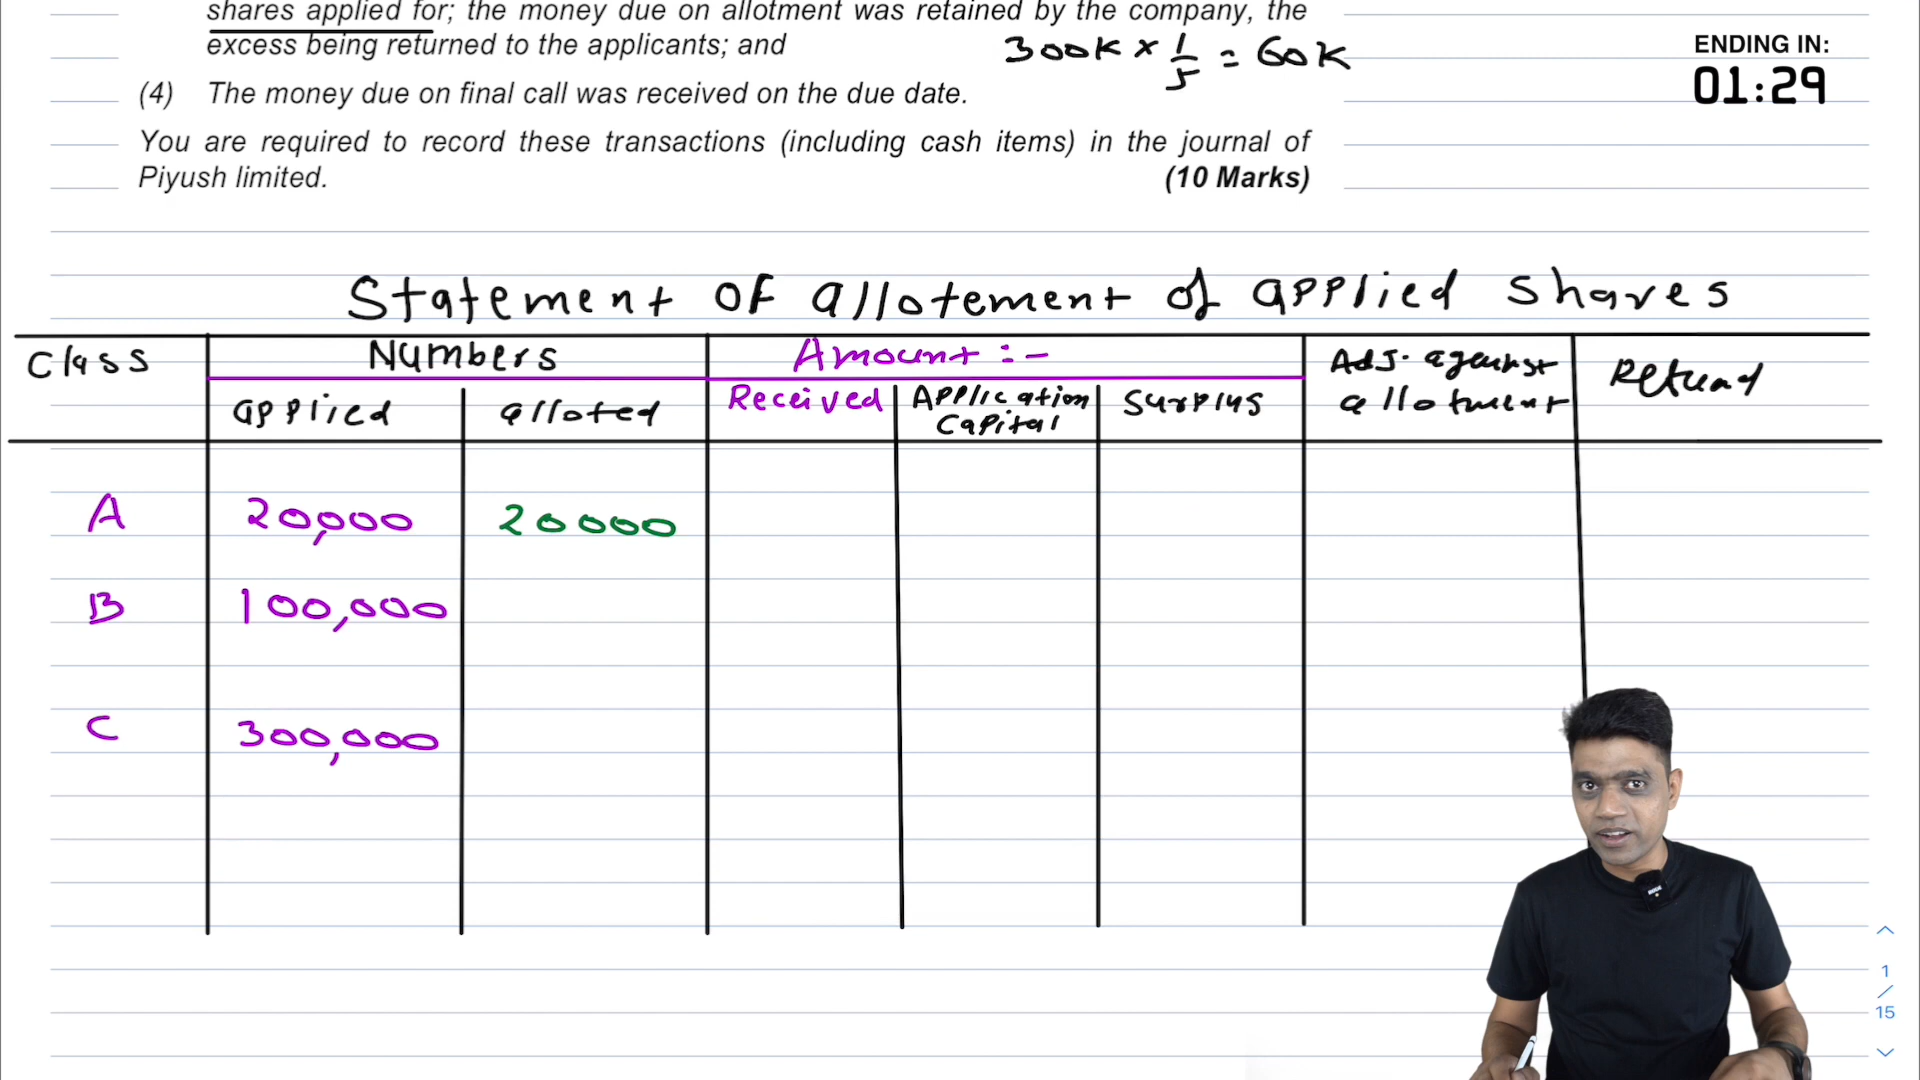 shares applied for; the money due on allotment was retained by the company, the
excess being returned to the applicants; and
300K × 1/5 = 60K
ENDING IN:
01:29
(4) The money due on final call was received on the due date.
You are required to record these transactions (including cash items) in the journal of
Piyush limited. (10 Marks)
Statement of allotement of applied shares
Class Numbers Amount :- Adj. against allotment Refund
applied alloted Received Application Capital Surplus
A 20,000 20000
B 100,000
C 300,000
1
/
15